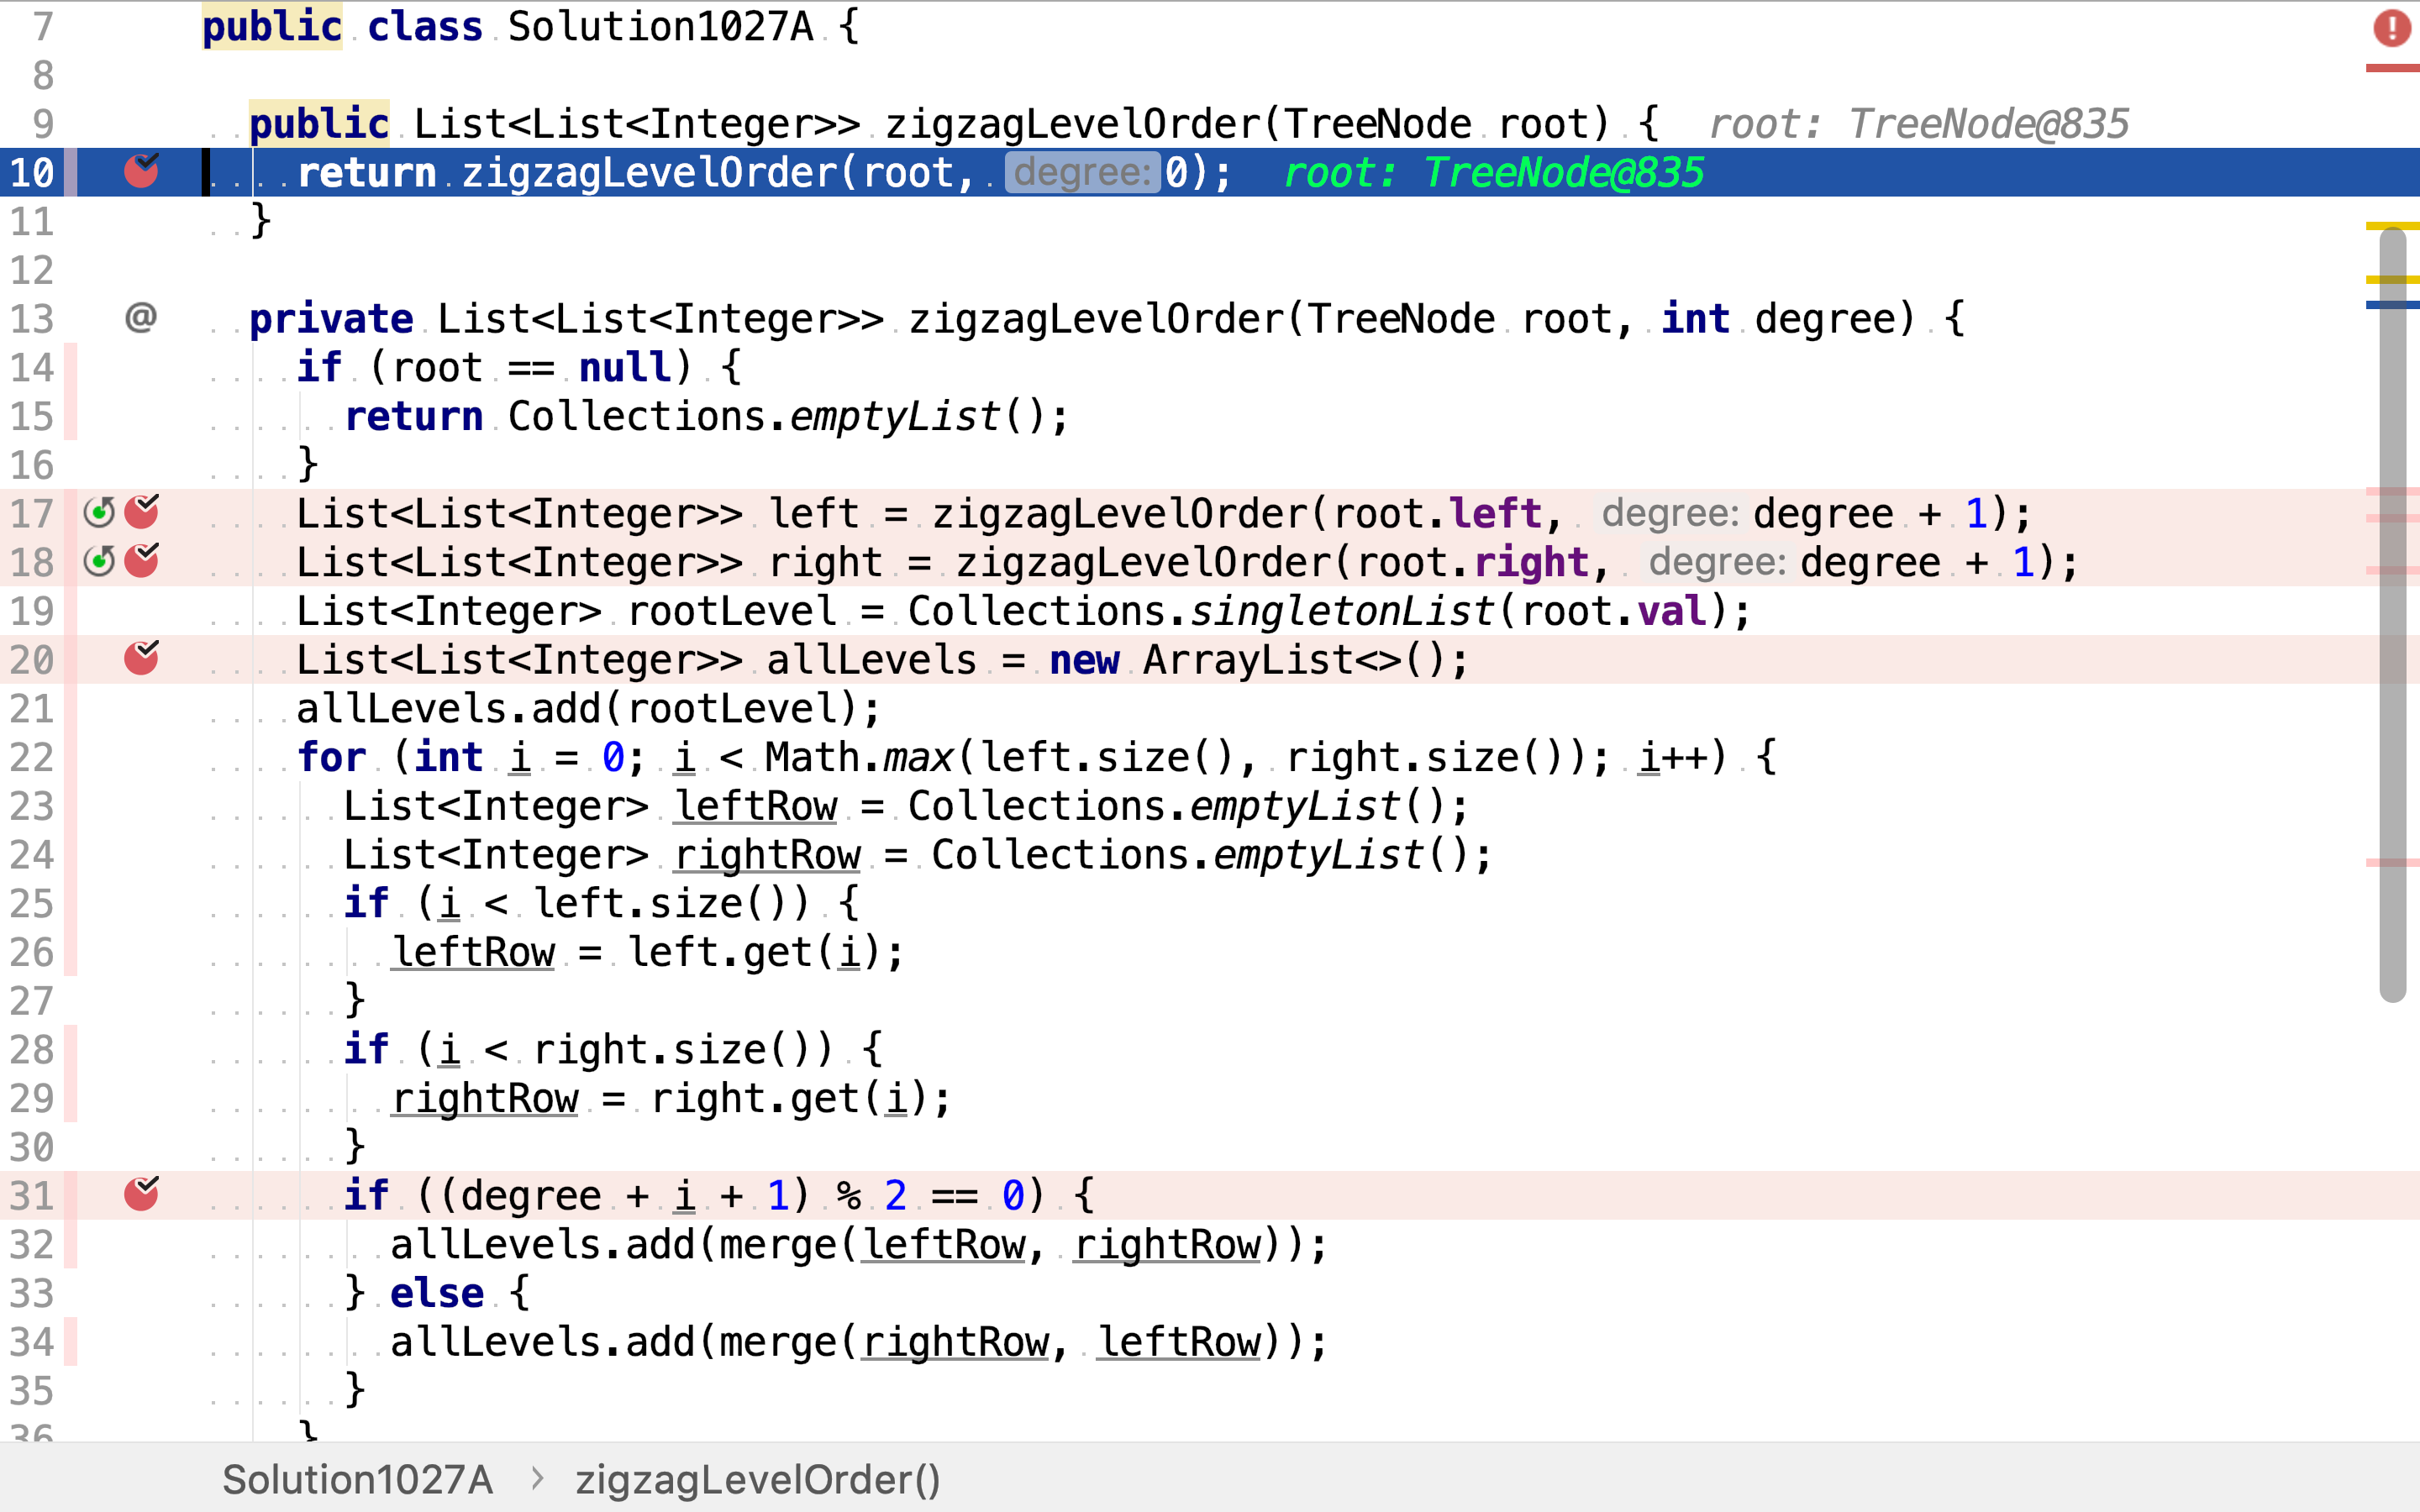 7 public class Solution1027A {
8
9 public List<List<Integer>> zigzagLevelOrder(TreeNode root) { root: TreeNode@835
10 return zigzagLevelOrder(root, degree: 0); root: TreeNode@835
11 }
12
13 @ private List<List<Integer>> zigzagLevelOrder(TreeNode root, int degree) {
14 if (root == null) {
15 return Collections.emptyList();
16 }
17 List<List<Integer>> left = zigzagLevelOrder(root.left, degree: degree + 1);
18 List<List<Integer>> right = zigzagLevelOrder(root.right, degree: degree + 1);
19 List<Integer> rootLevel = Collections.singletonList(root.val);
20 List<List<Integer>> allLevels = new ArrayList<>();
21 allLevels.add(rootLevel);
22 for (int i = 0; i < Math.max(left.size(), right.size()); i++) {
23 List<Integer> leftRow = Collections.emptyList();
24 List<Integer> rightRow = Collections.emptyList();
25 if (i < left.size()) {
26 leftRow = left.get(i);
27 }
28 if (i < right.size()) {
29 rightRow = right.get(i);
30 }
31 if ((degree + i + 1) % 2 == 0) {
32 allLevels.add(merge(leftRow, rightRow));
33 } else {
34 allLevels.add(merge(rightRow, leftRow));
35 }
36 }
Solution1027A > zigzagLevelOrder()